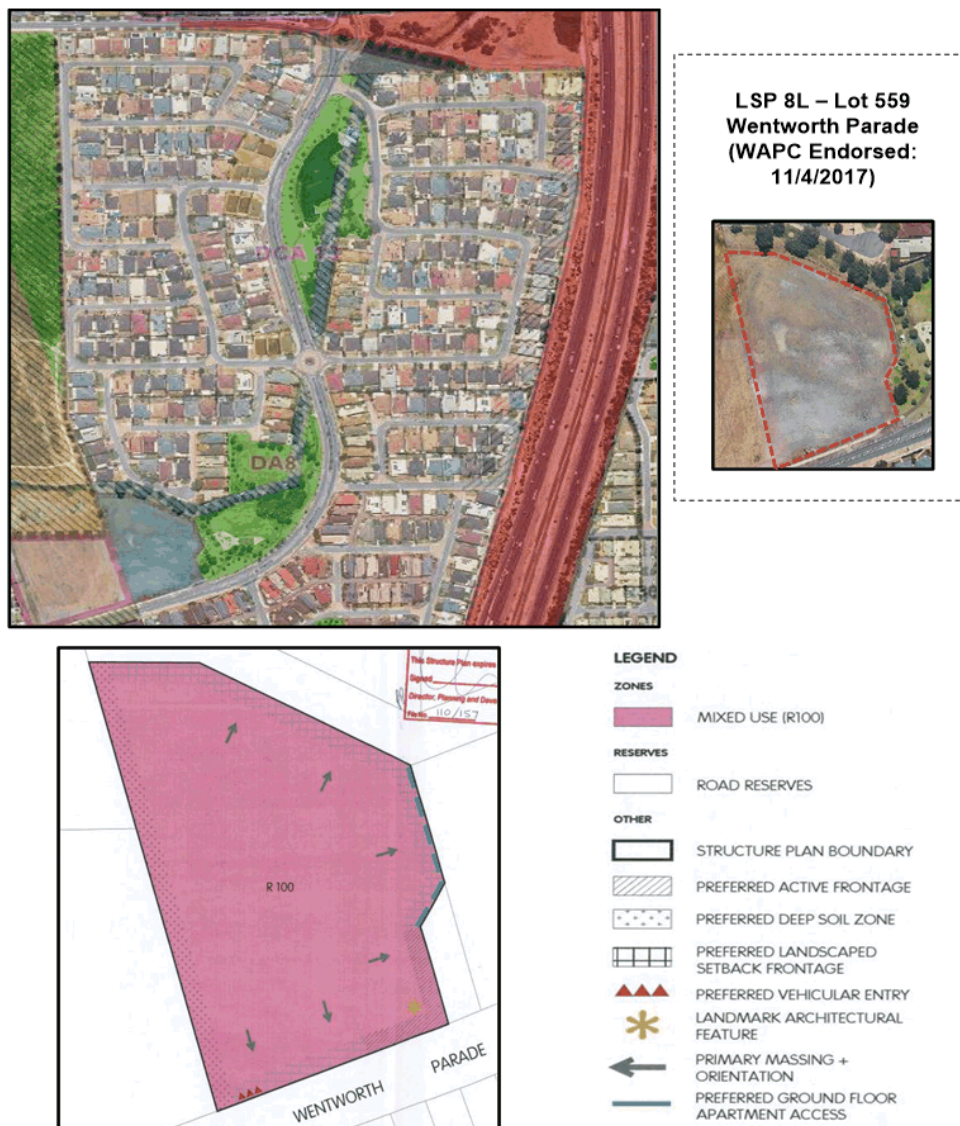 LSP 8L – Lot 559
Wentworth Parade
(WAPC Endorsed:
11/4/2017)
DCA
DA8
This Structure Plan expires
Signed
Director, Planning and Deve
File No. 110/157
R 100
WENTWORTH PARADE
LEGEND
ZONES
MIXED USE (R100)
RESERVES
ROAD RESERVES
OTHER
STRUCTURE PLAN BOUNDARY
PREFERRED ACTIVE FRONTAGE
PREFERRED DEEP SOIL ZONE
PREFERRED LANDSCAPED
SETBACK FRONTAGE
PREFERRED VEHICULAR ENTRY
LANDMARK ARCHITECTURAL
FEATURE
PRIMARY MASSING +
ORIENTATION
PREFERRED GROUND FLOOR
APARTMENT ACCESS